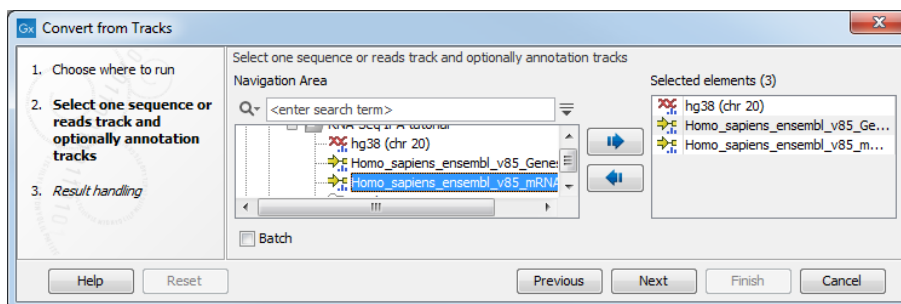 Gx Convert from Tracks
1. Choose where to run
2. Select one sequence or
reads track and
optionally annotation
tracks
3. Result handling
Select one sequence or reads track and optionally annotation tracks
Navigation Area
<enter search term>
hg38 (chr 20)
Homo_sapiens_ensembl_v85_Genes
Homo_sapiens_ensembl_v85_mRNA
Batch
Selected elements (3)
hg38 (chr 20)
Homo_sapiens_ensembl_v85_Ge...
Homo_sapiens_ensembl_v85_m...
Help
Reset
Previous
Next
Finish
Cancel